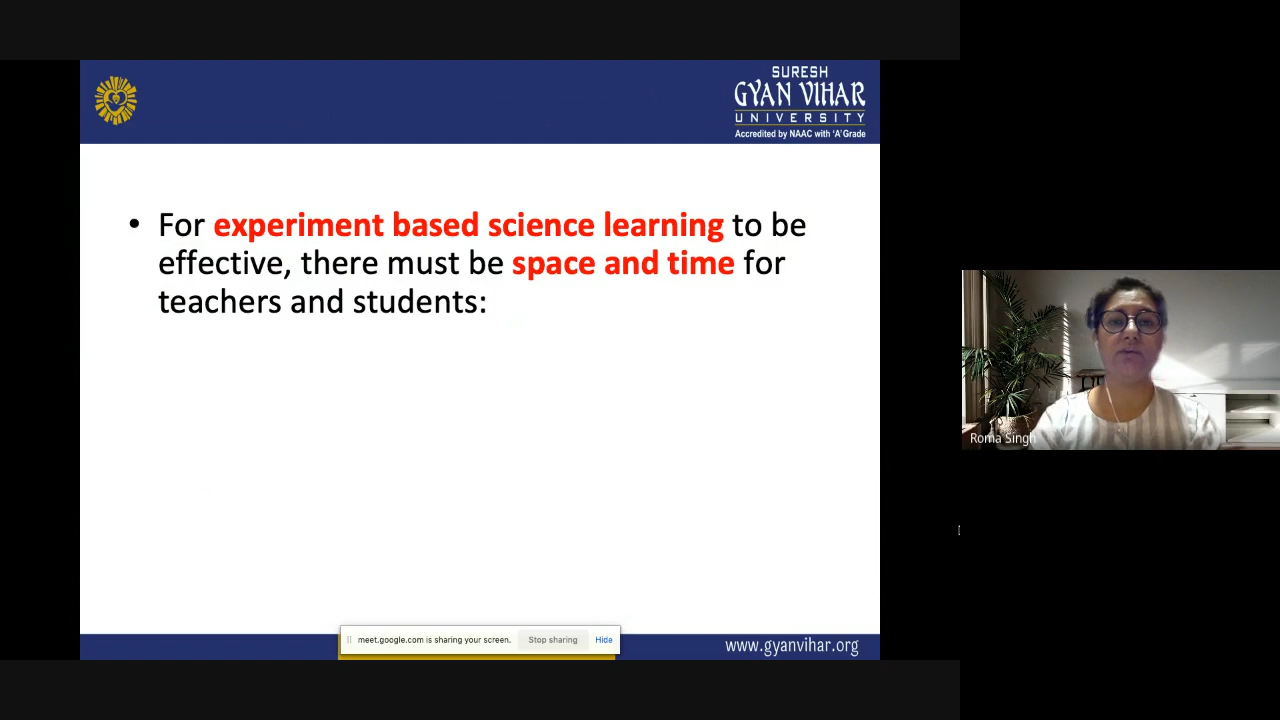 SURESH
GYAN VIHAR
UNIVERSITY
Accredited by NAAC with 'A' Grade
• For experiment based science learning to be
effective, there must be space and time for
teachers and students:
Roma Singh
meet.google.com is sharing your screen. Stop sharing Hide
www.gyanvihar.org